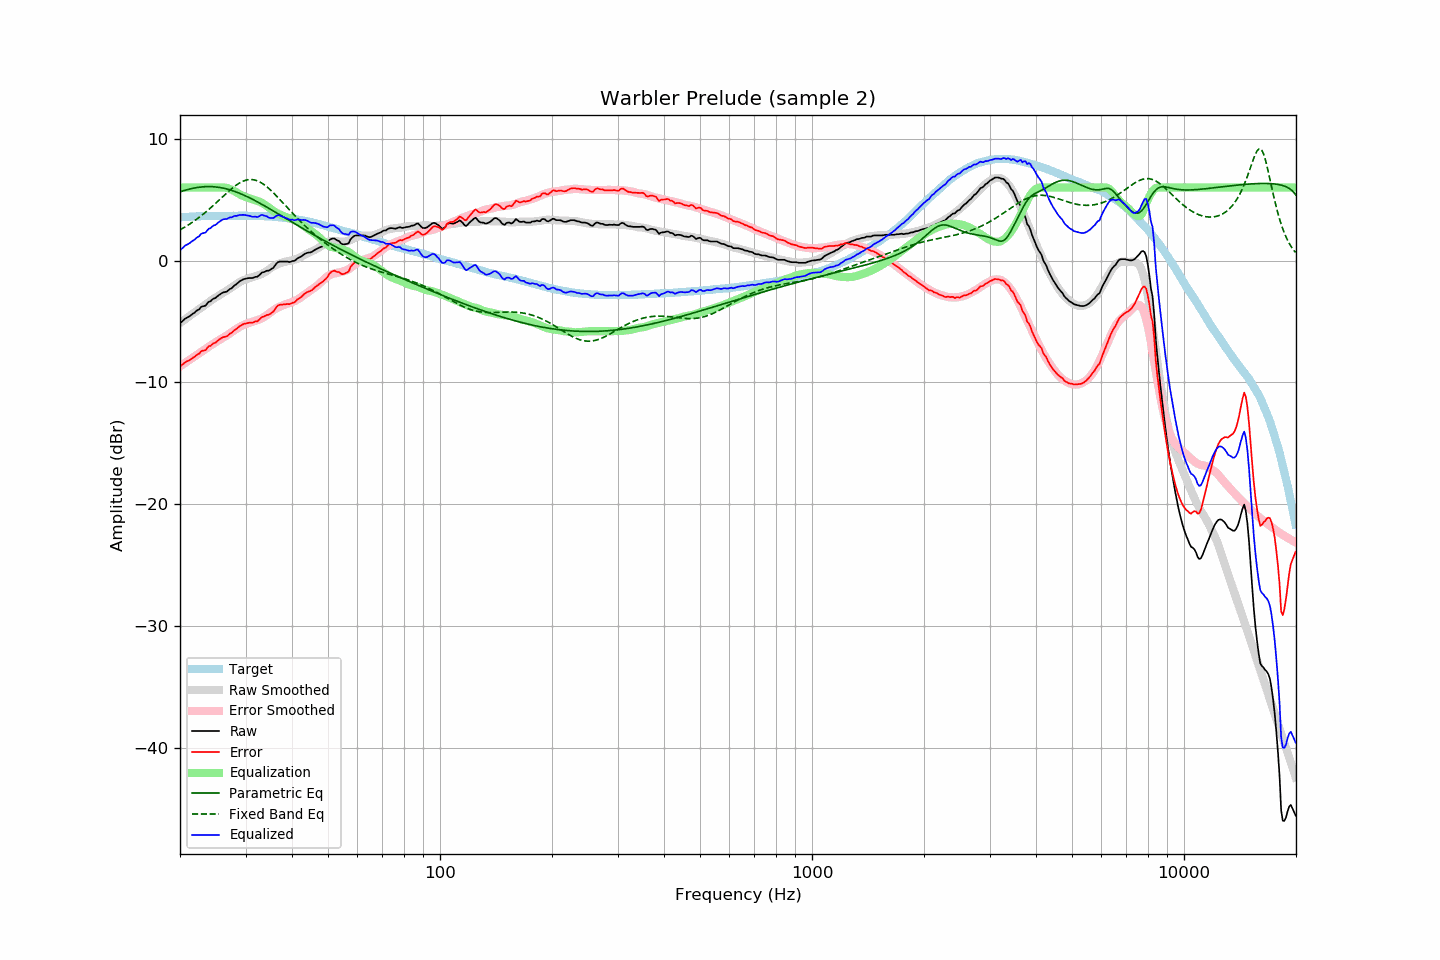 Warbler Prelude (sample 2)
Amplitude (dBr)
10
0
−10
−20
−30
−40
Target
Raw Smoothed
Error Smoothed
Raw
Error
Equalization
Parametric Eq
Fixed Band Eq
Equalized
100
1000
10000
Frequency (Hz)